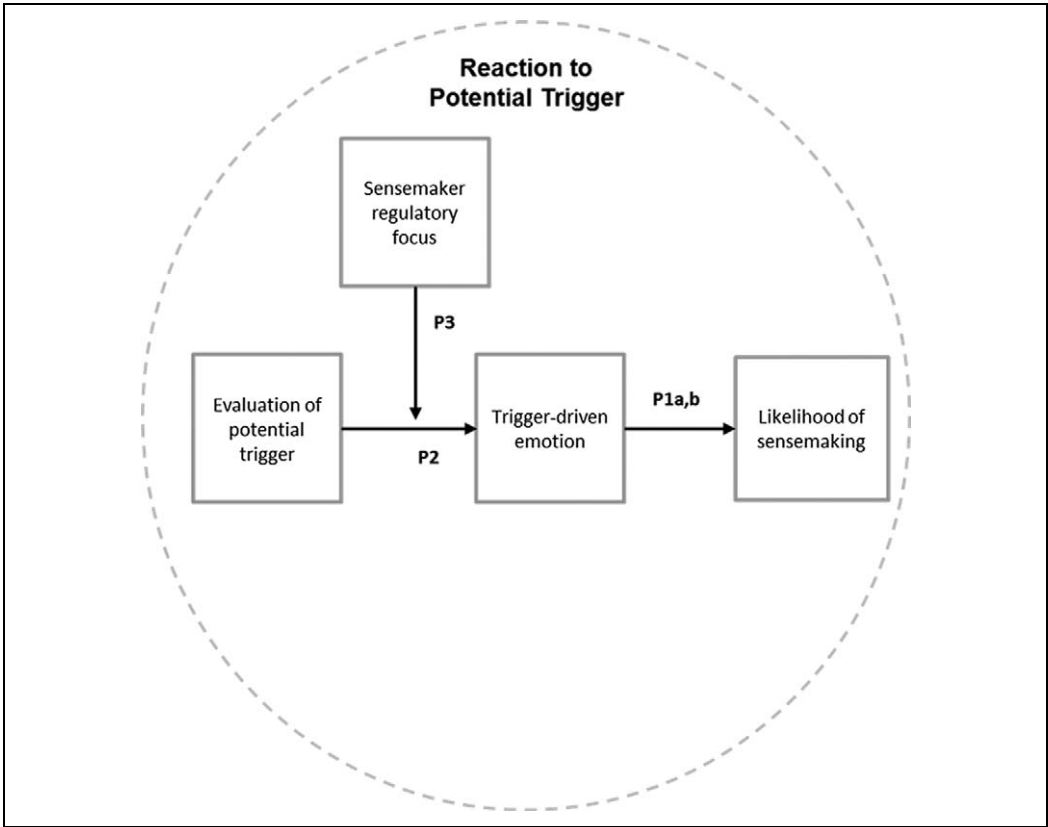 Reaction to
Potential Trigger
Sensemaker
regulatory
focus
P3
Evaluation of
potential
trigger
P2
Trigger-driven
emotion
P1a,b
Likelihood of
sensemaking